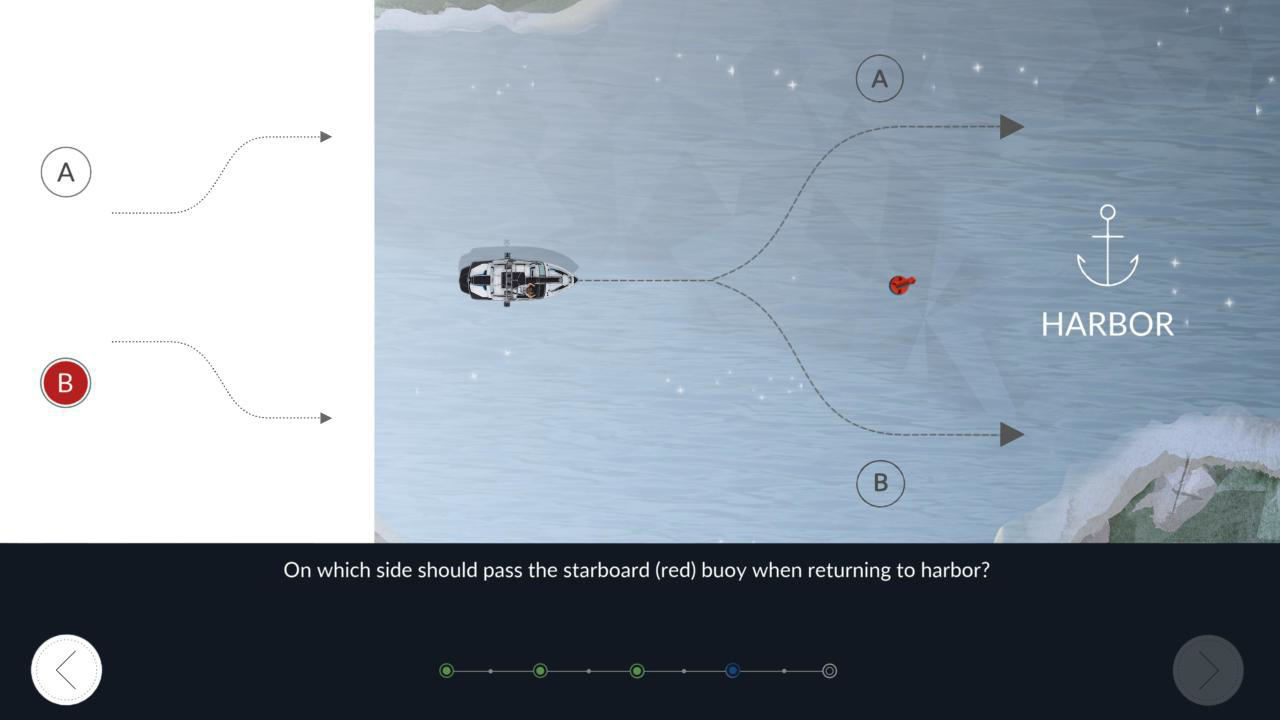 A
A
HARBOR
B
B
On which side should pass the starboard (red) buoy when returning to harbor?